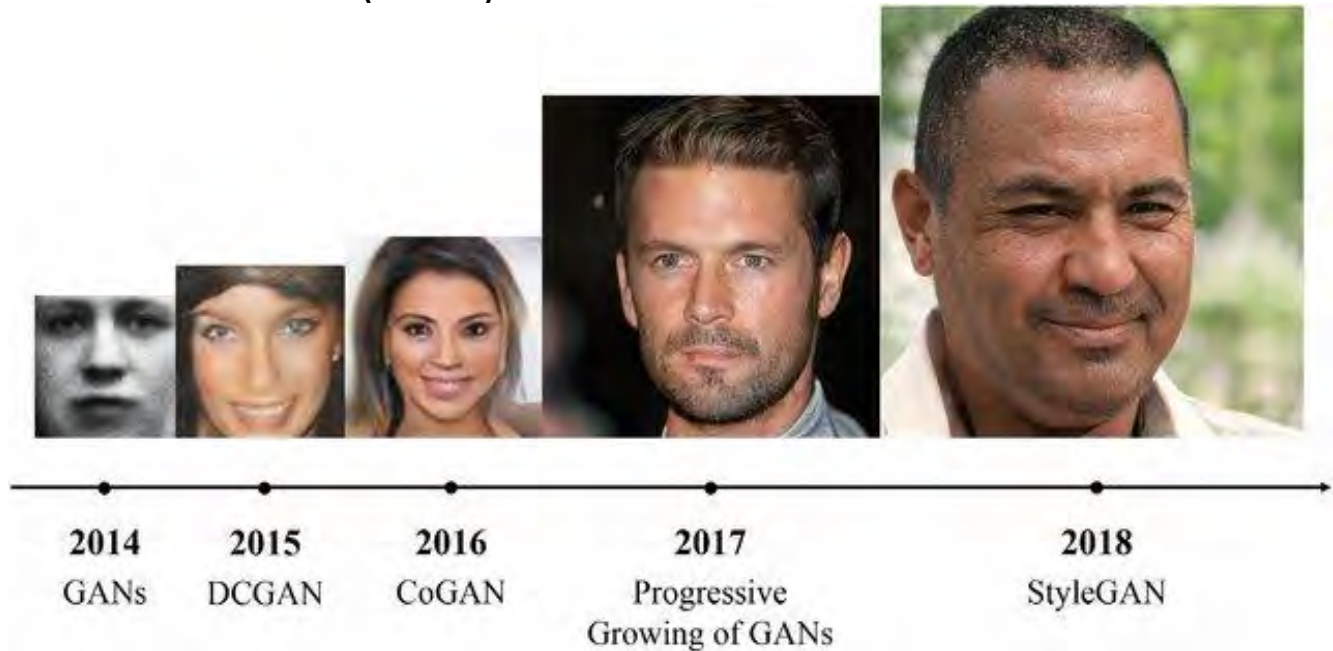 2014
GANs
2015
DCGAN
2016
CoGAN
2017
Progressive
Growing of GANs
2018
StyleGAN